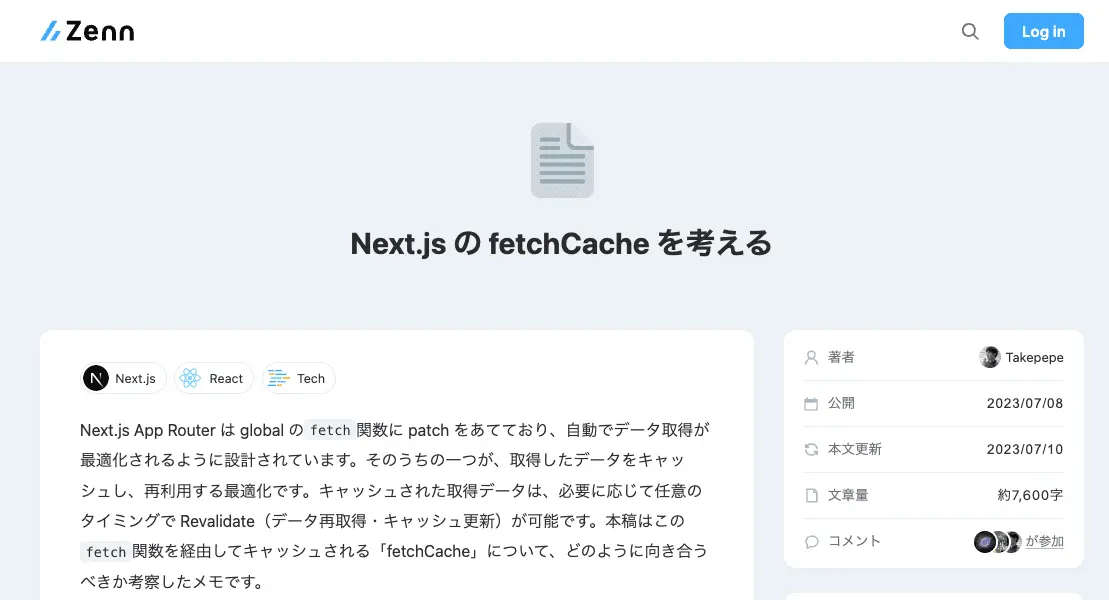 Zenn
Log in
Next.js の fetchCache を考える
Next.js
React
Tech
Next.js App Router は global の fetch 関数に patch をあてており、自動でデータ取得が
最適化されるように設計されています。そのうちの一つが、取得したデータをキャッ
シュし、再利用する最適化です。キャッシュされた取得データは、必要に応じて任意の
タイミングで Revalidate（データ再取得・キャッシュ更新）が可能です。本稿はこの
fetch 関数を経由してキャッシュされる「fetchCache」について、どのように向き合う
べきか考察したメモです。
著者 Takepepe
公開 2023/07/08
本文更新 2023/07/10
文章量 約7,600字
コメント が参加